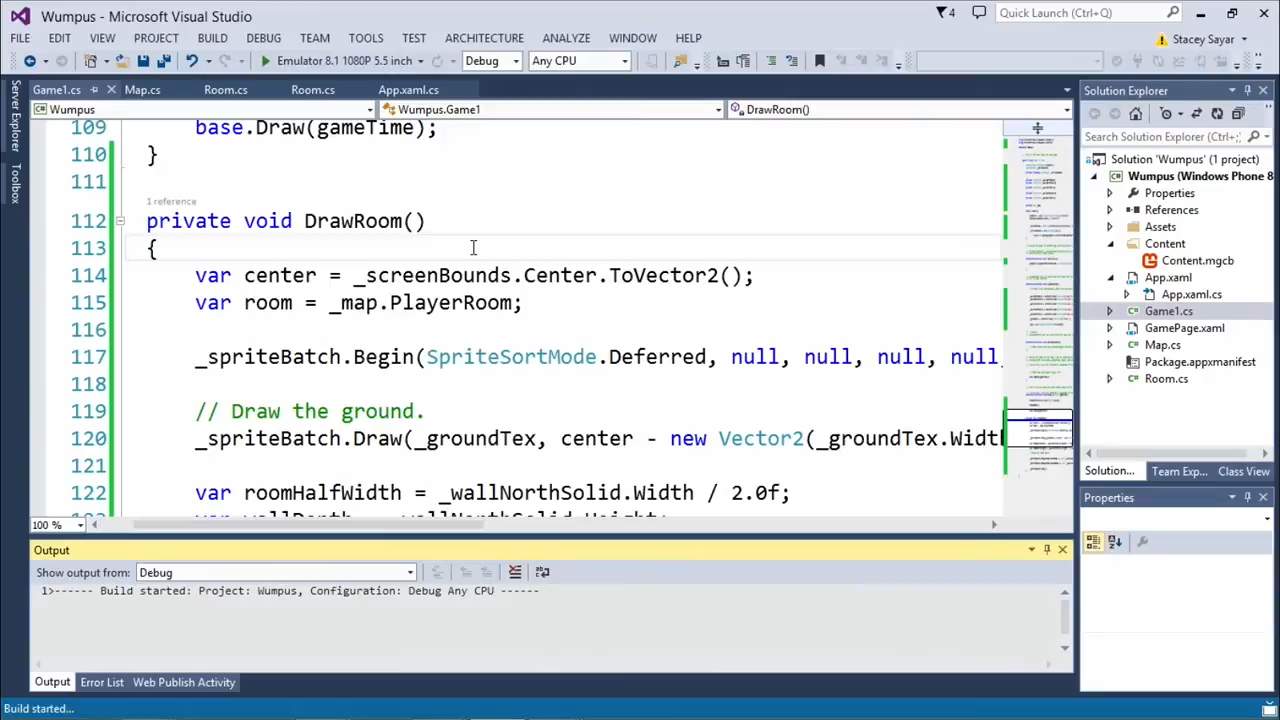 Wumpus - Microsoft Visual Studio
4
Quick Launch (Ctrl+Q)
FILE EDIT VIEW PROJECT BUILD DEBUG TEAM TOOLS TEST ARCHITECTURE ANALYZE WINDOW HELP
Stacey Sayar
Emulator 8.1 1080P 5.5 inch Debug Any CPU
Server Explorer
Toolbox
Game1.cs Map.cs Room.cs Room.cs App.xaml.cs
Wumpus Wumpus.Game1 DrawRoom()
109 base.Draw(gameTime);
110 }
111
1 reference
112 private void DrawRoom()
113 {
114 var center = _screenBounds.Center.ToVector2();
115 var room = _map.PlayerRoom;
116
117 _spriteBatch.Begin(SpriteSortMode.Deferred, null, null, null, null,
118
119 // Draw the ground.
120 _spriteBatch.Draw(_groundTex, center - new Vector2(_groundTex.Width
121
122 var roomHalfWidth = _wallNorthSolid.Width / 2.0f;
100 %
Solution Explorer
Search Solution Explorer (Ctrl+;)
Solution 'Wumpus' (1 project)
Wumpus (Windows Phone 8
Properties
References
Assets
Content
Content.mgcb
App.xaml
App.xaml
Game1.cs
GamePage.xaml
Map.cs
Package.appxmanifest
Room.cs
Solution... Team Exp... Class View
Properties
Output
Show output from: Debug
1>------ Build started: Project: Wumpus, Configuration: Debug Any CPU ------
Output Error List Web Publish Activity
Build started...